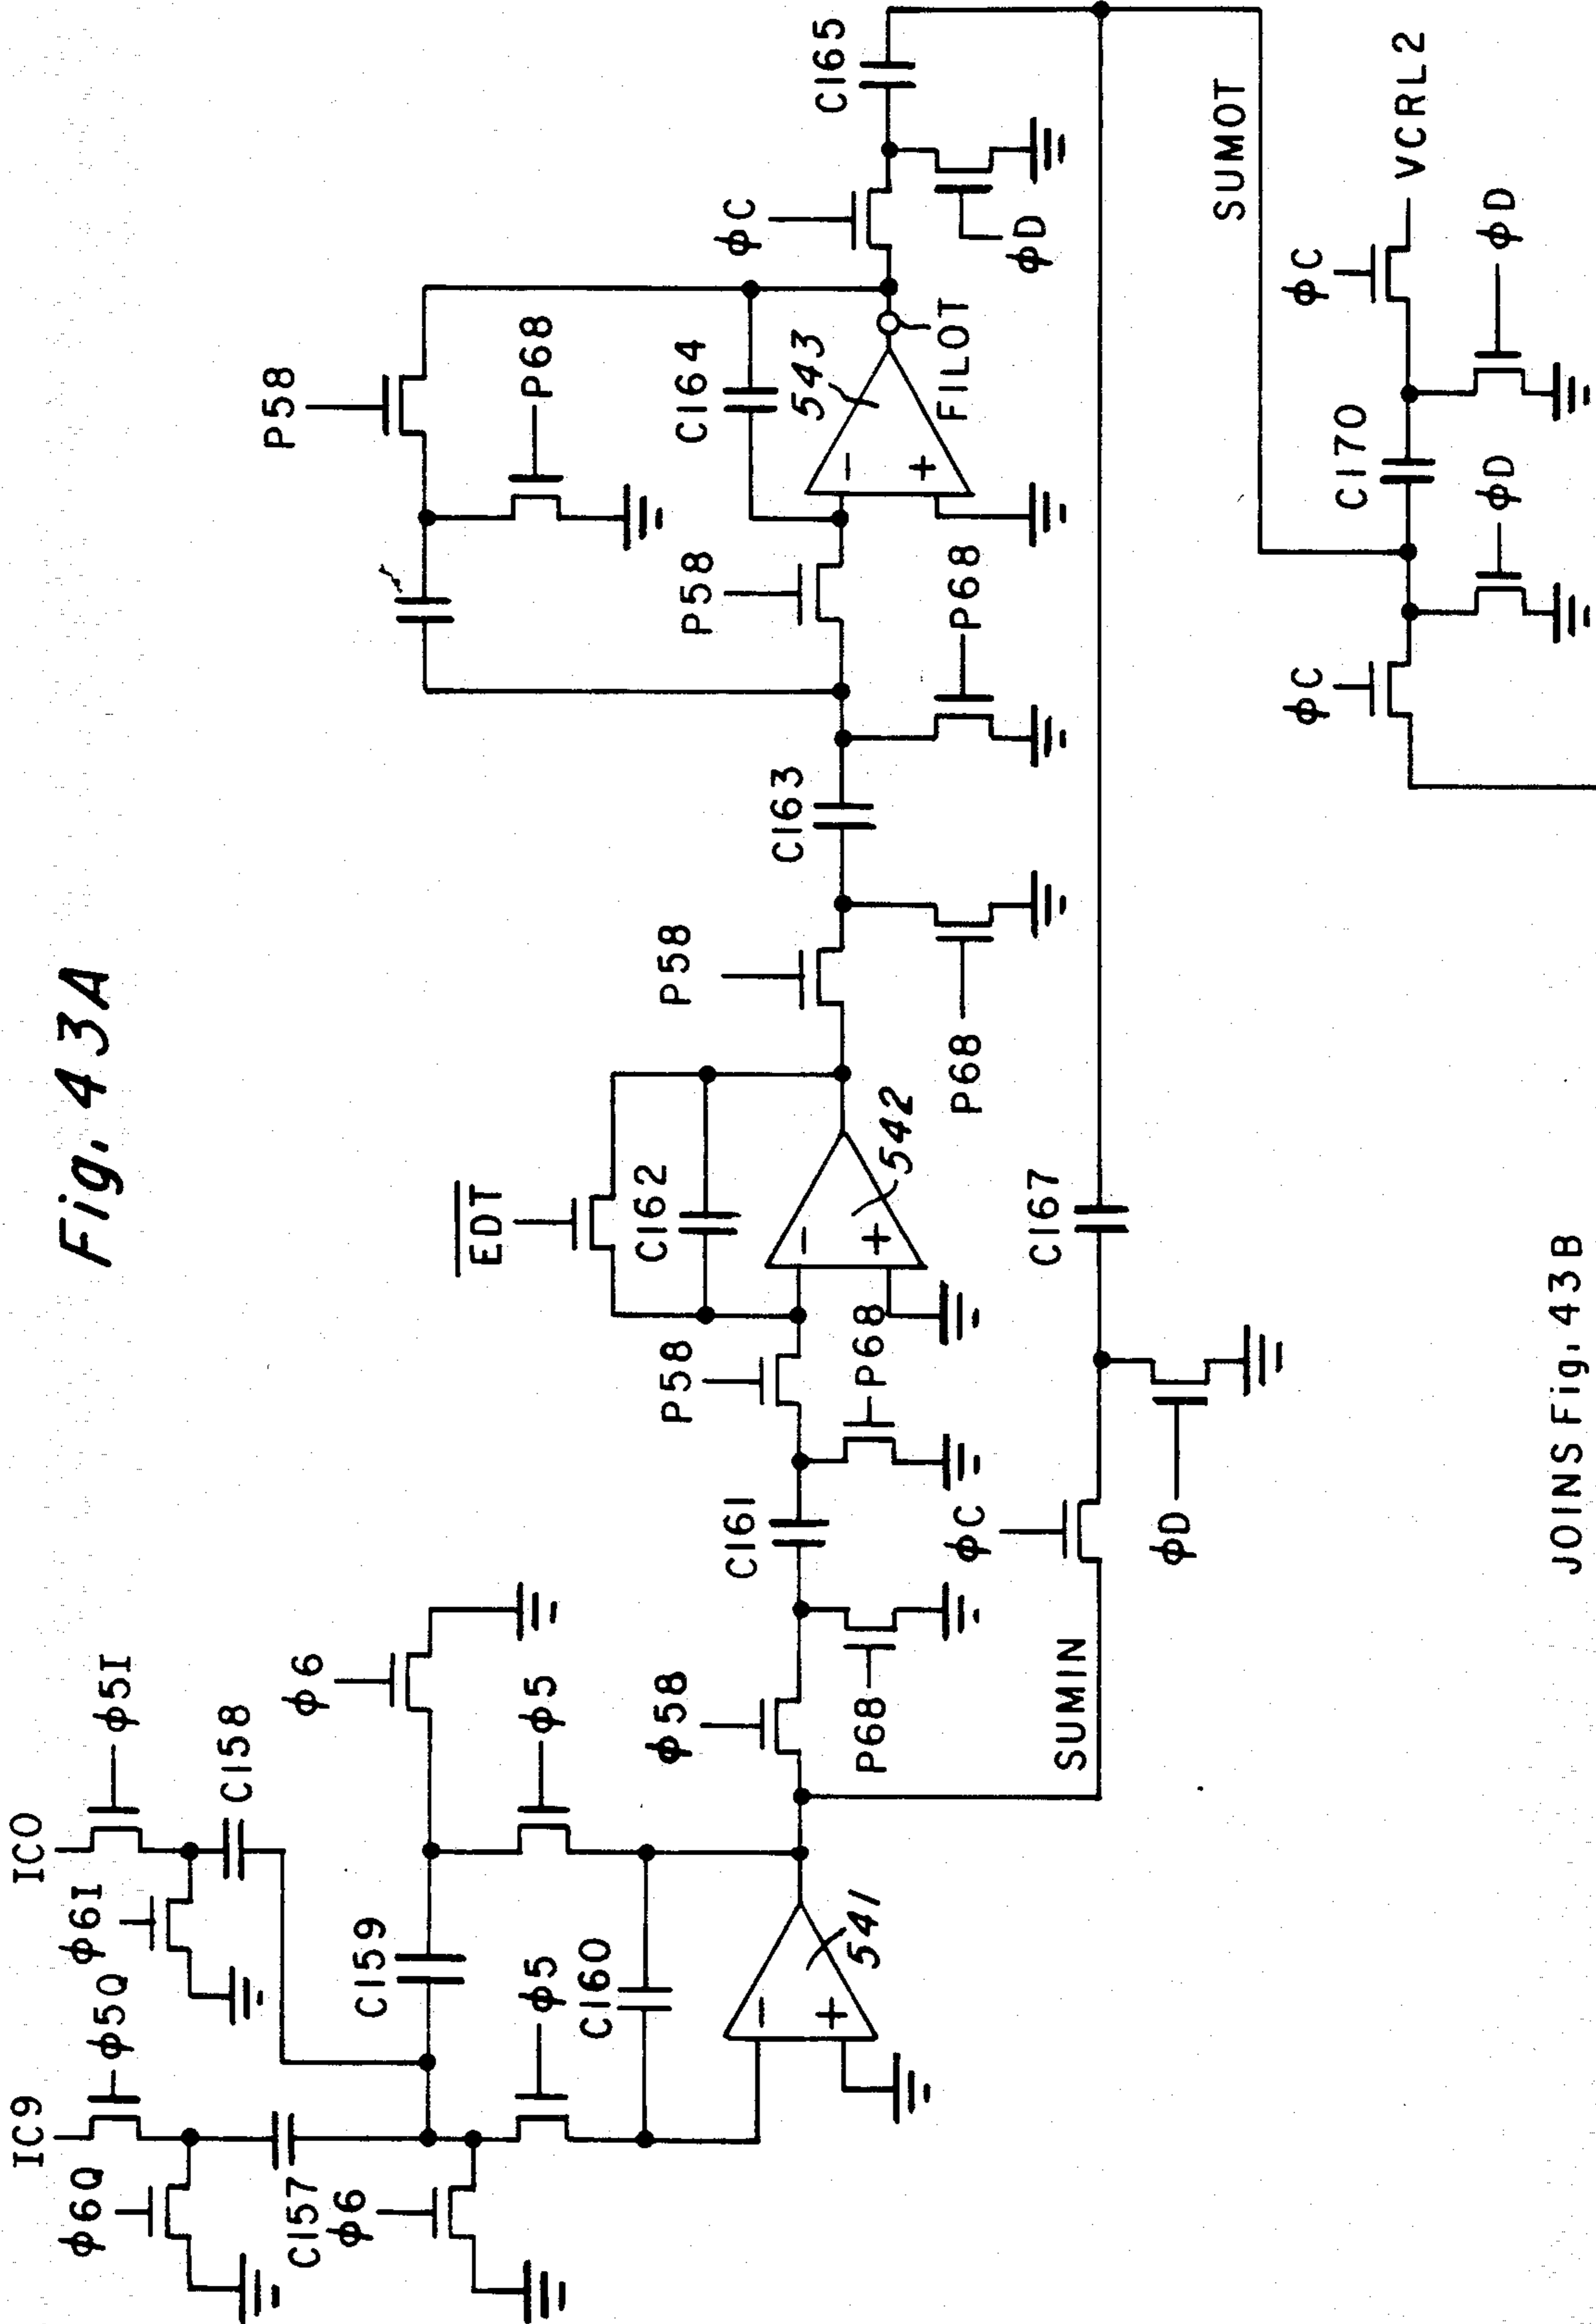 Fig. 43A
IC9
IC0
φ5Q
φ5I
φ6Q
φ6I
C157
C158
φ6
φ6
C159
φ5
φ5
C160
541
φ58
P68
C161
P58
P68
EDT
C162
542
P58
P68
C163
P68
P58
P58
P68
C164
543
FILOT
φC
φD
C165
SUMIN
φC
φD
C167
SUMOT
φC
φD
C170
φC
φD
VCRL2
JOINS Fig. 43B